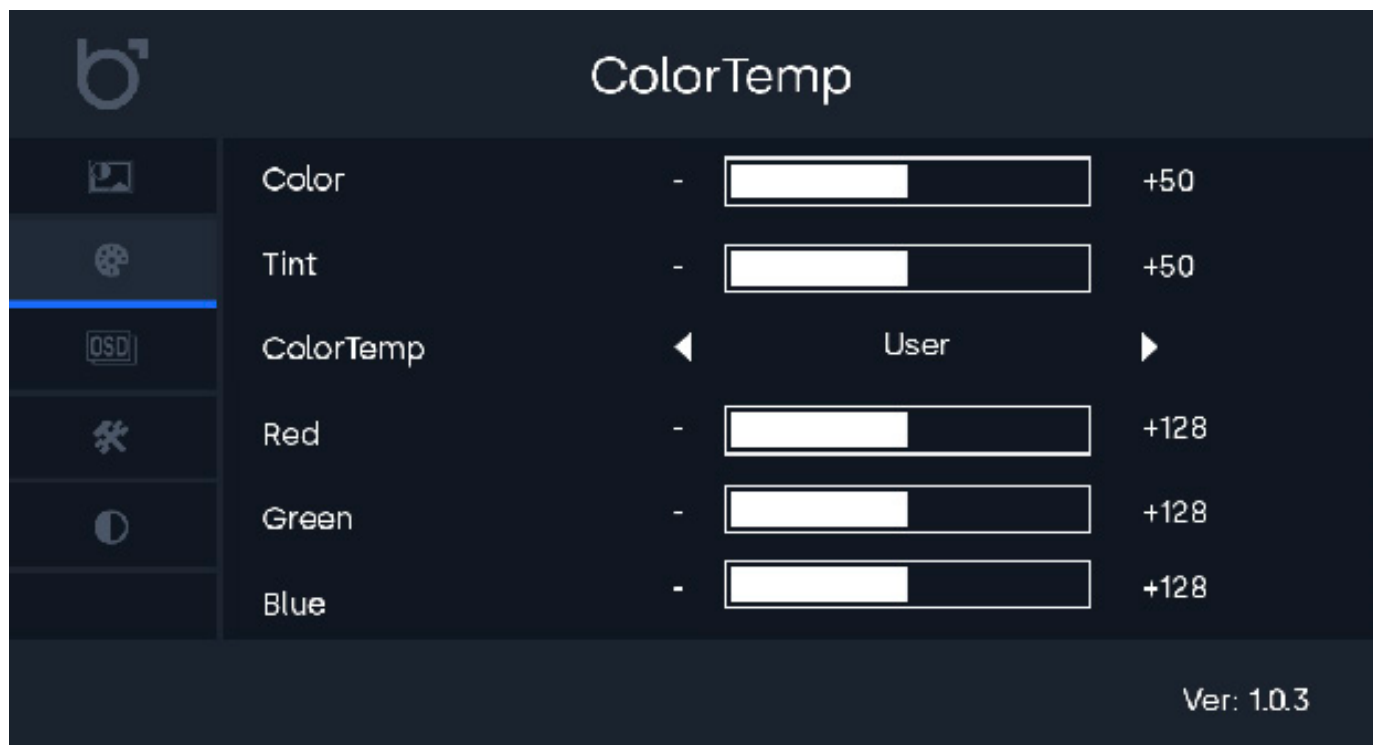 ColorTemp
Color - +50
Tint - +50
ColorTemp User
Red - +128
OSD
Green - +128
Blue - +128
Ver: 1.0.3